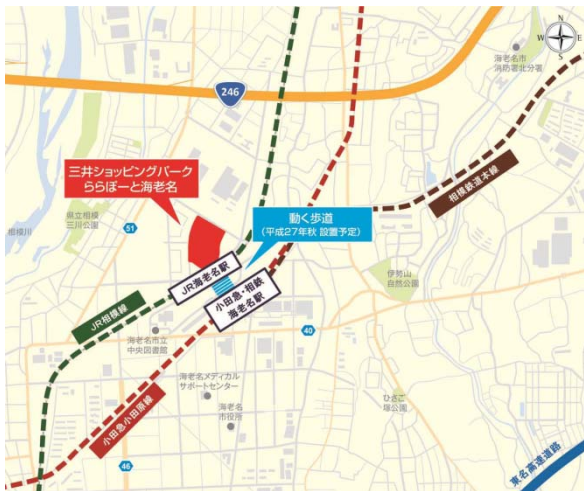 N
W
E
S
海老名市
消防署北分署
246
三井ショッピングパーク
ららぽーと海老名
相模鉄道本線
動く歩道
(平成27年秋 設置予定)
県立相模
三川公園
51
相模川
JR海老名駅
小田急・相鉄
海老名駅
伊勢山
自然公園
JR相模線
40
海老名市立
中央図書館
海老名メディカル
サポートセンター
ひさご
塚公園
海老名
市役所
小田急小田原線
東名高速道路
46